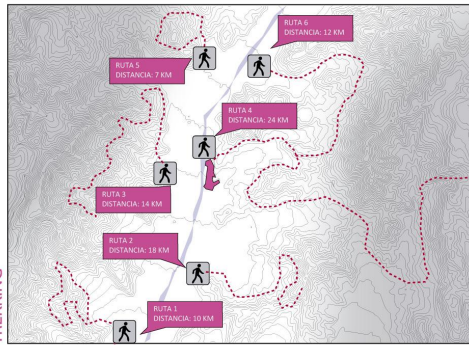 RUTA 6
DISTANCIA: 12 KM
RUTA 5
DISTANCIA: 7 KM
RUTA 4
DISTANCIA: 24 KM
RUTA 3
DISTANCIA: 14 KM
RUTA 2
DISTANCIA: 18 KM
RUTA 1
DISTANCIA: 10 KM